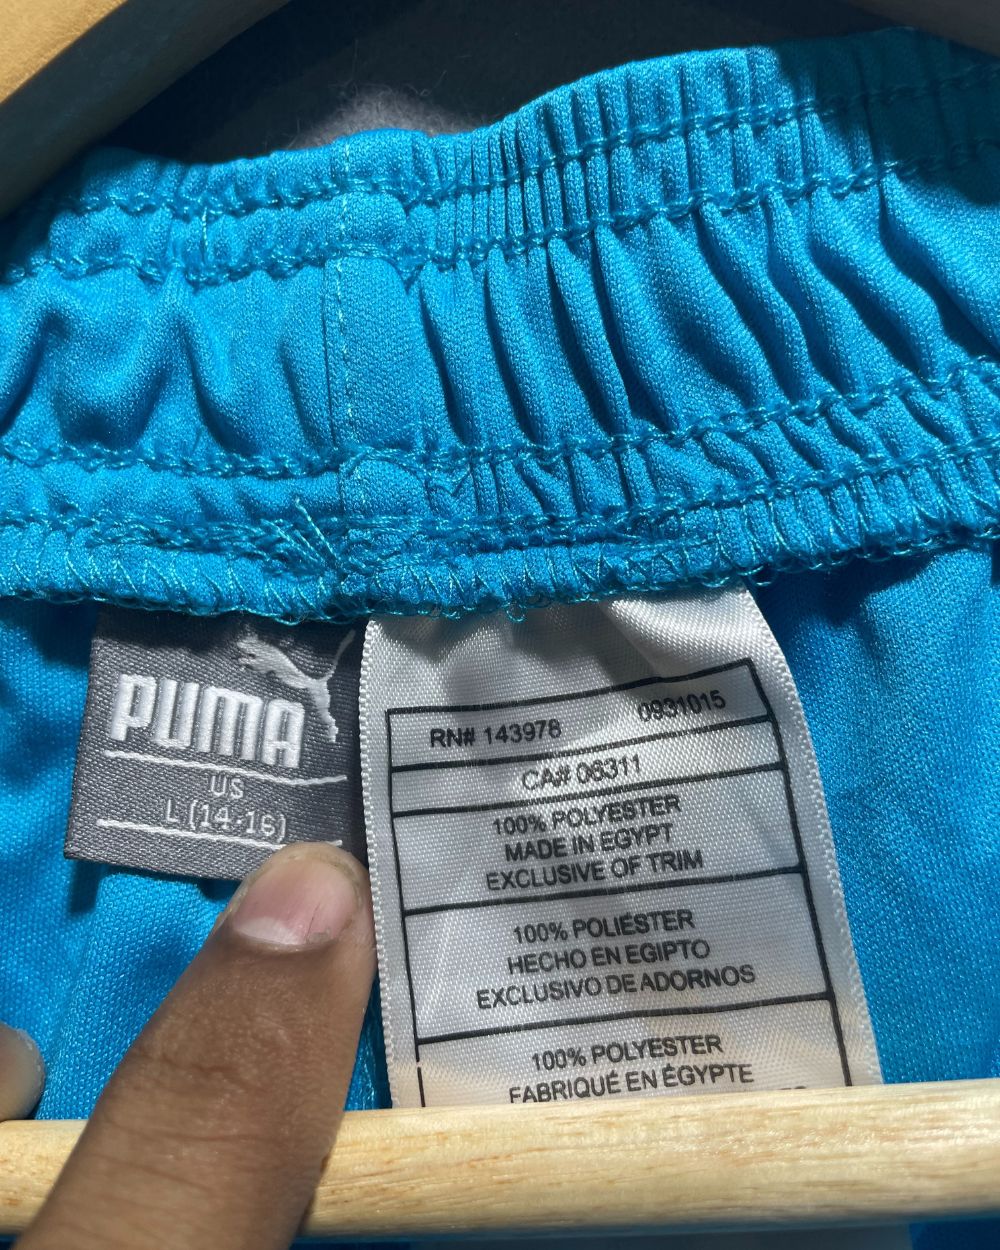 PUMA
US
L (14-16)
RN# 143978 0931015
CA# 06311
100% POLYESTER
MADE IN EGYPT
EXCLUSIVE OF TRIM
100% POLIÉSTER
HECHO EN EGIPTO
EXCLUSIVO DE ADORNOS
100% POLYESTER
FABRIQUÉ EN ÉGYPTE